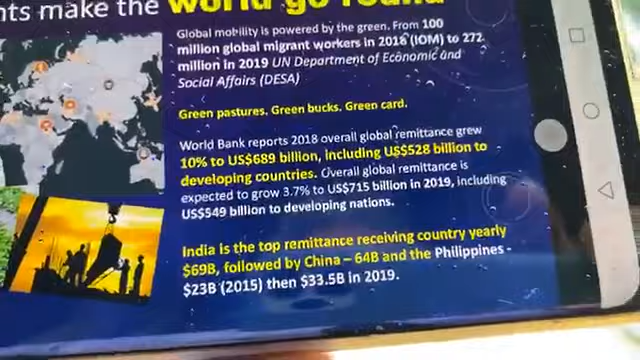 nts make the world go round
Global mobility is powered by the green. From 100
million global migrant workers in 2018 (IOM) to 272
million in 2019 UN Department of Economic and
Social Affairs (DESA)
Green pastures. Green bucks. Green card.
World Bank reports 2018 overall global remittance grew
10% to US$689 billion, including U$$528 billion to
developing countries. Overall global remittance is
expected to grow 3.7% to US$715 billion in 2019, including
US$549 billion to developing nations.
India is the top remittance receiving country yearly
$69B, followed by China – 64B and the Philippines -
$23B (2015) then $33.5B in 2019.